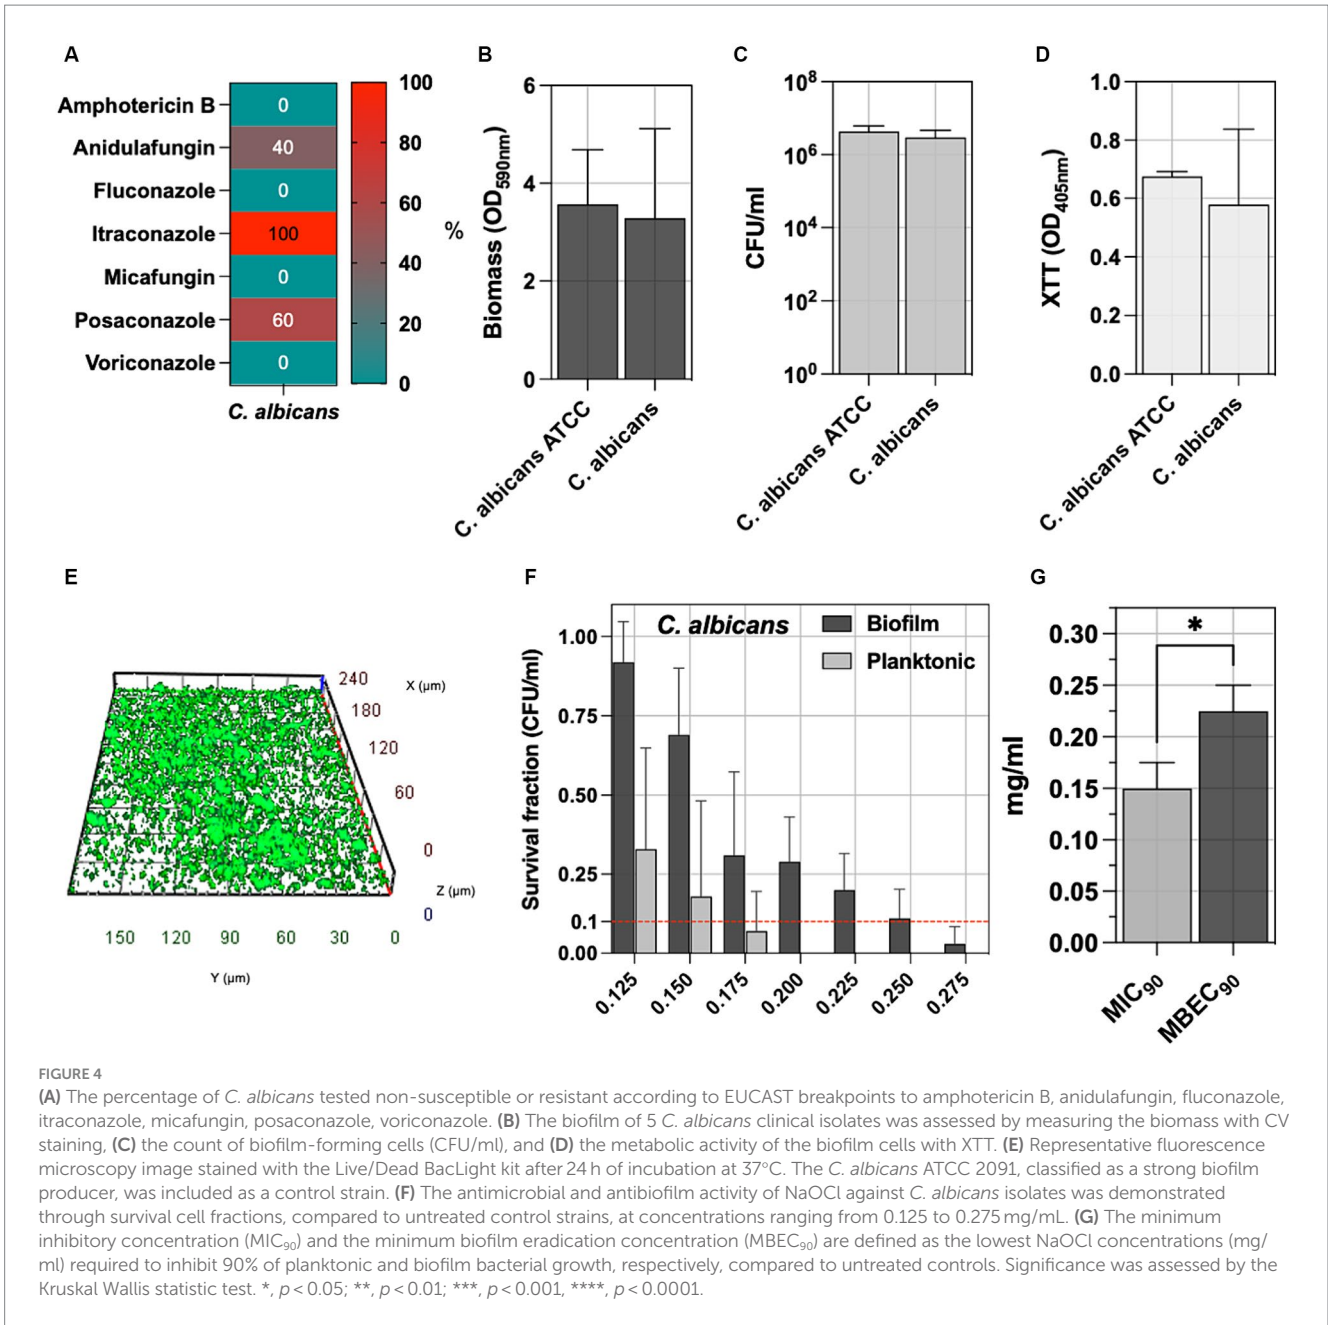 A
Amphotericin B
Anidulafungin
Fluconazole
Itraconazole
Micafungin
Posaconazole
Voriconazole
0
40
0
100
0
60
0
C. albicans
100
80
60
40
20
0
%
B
Biomass (OD590nm)
6
4
2
0
C. albicans ATCC
C. albicans
C
CFU/ml
10^8
10^6
10^4
10^2
10^0
C. albicans ATCC
C. albicans
D
XTT (OD405nm)
1.0
0.8
0.6
0.4
0.2
0.0
C. albicans ATCC
C. albicans
E
240
180
120
60
0
X (µm)
Z (µm)
0
150 120 90 60 30 0
Y (µm)
F
C. albicans
Biofilm
Planktonic
Survival fraction (CFU/ml)
1.00
0.75
0.50
0.25
0.1
0.00
0.125
0.150
0.175
0.200
0.225
0.250
0.275
G
*
mg/ml
0.30
0.25
0.20
0.15
0.10
0.05
0.00
MIC90
MBEC90
FIGURE 4
(A) The percentage of C. albicans tested non-susceptible or resistant according to EUCAST breakpoints to amphotericin B, anidulafungin, fluconazole,
itraconazole, micafungin, posaconazole, voriconazole. (B) The biofilm of 5 C. albicans clinical isolates was assessed by measuring the biomass with CV
staining, (C) the count of biofilm-forming cells (CFU/ml), and (D) the metabolic activity of the biofilm cells with XTT. (E) Representative fluorescence
microscopy image stained with the Live/Dead BacLight kit after 24 h of incubation at 37°C. The C. albicans ATCC 2091, classified as a strong biofilm
producer, was included as a control strain. (F) The antimicrobial and antibiofilm activity of NaOCl against C. albicans isolates was demonstrated
through survival cell fractions, compared to untreated control strains, at concentrations ranging from 0.125 to 0.275 mg/mL. (G) The minimum
inhibitory concentration (MIC90) and the minimum biofilm eradication concentration (MBEC90) are defined as the lowest NaOCl concentrations (mg/
ml) required to inhibit 90% of planktonic and biofilm bacterial growth, respectively, compared to untreated controls. Significance was assessed by the
Kruskal Wallis statistic test. *, p < 0.05; **, p < 0.01; ***, p < 0.001, ****, p < 0.0001.